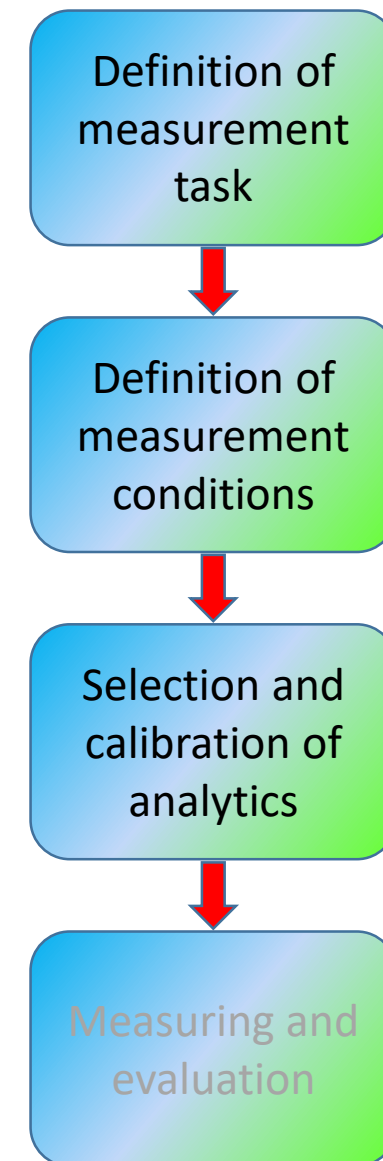 Definition of
measurement
task
Definition of
measurement
conditions
Selection and
calibration of
analytics
Measuring and
evaluation